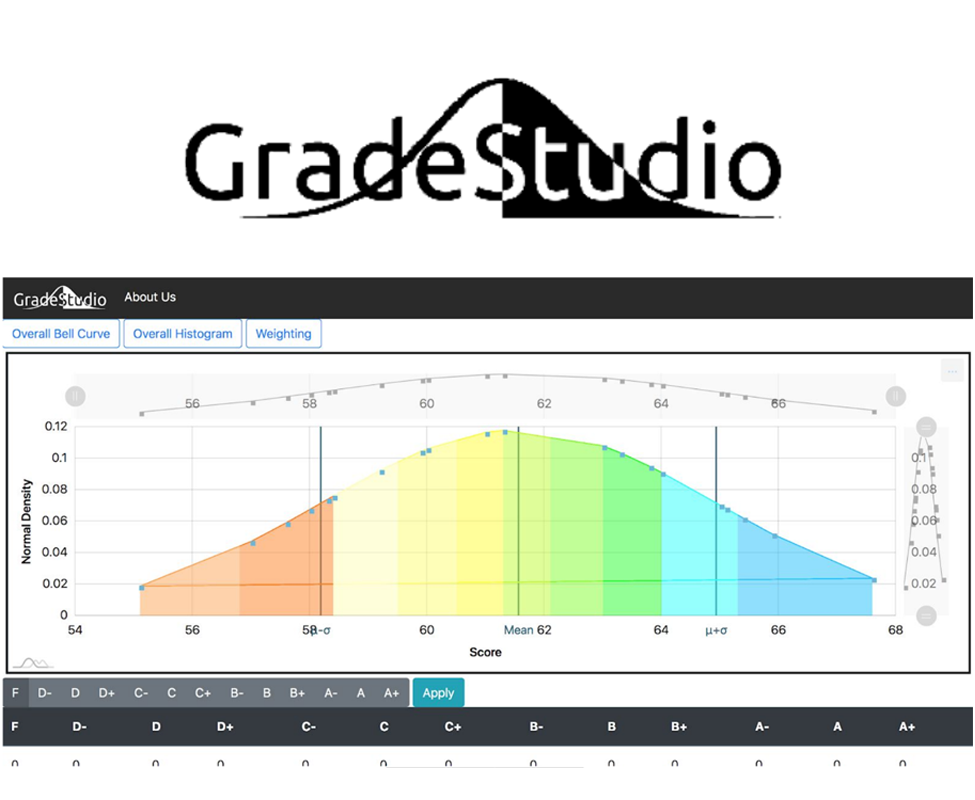 GradeStudio
GradeStudio About Us
Overall Bell Curve Overall Histogram Weighting
...
56 58 60 62 64 66
0.12
0.1
0.08
0.06
0.04
0.02
0
Normal Density
0.1
0.08
0.06
0.04
0.02
54 56 58 μ-σ 60 Mean 62 64 μ+σ 66 68
Score
F D- D D+ C- C C+ B- B B+ A- A A+ Apply
F D- D D+ C- C C+ B- B B+ A- A A+
0 0 0 0 0 0 0 0 0 0 0 0 0